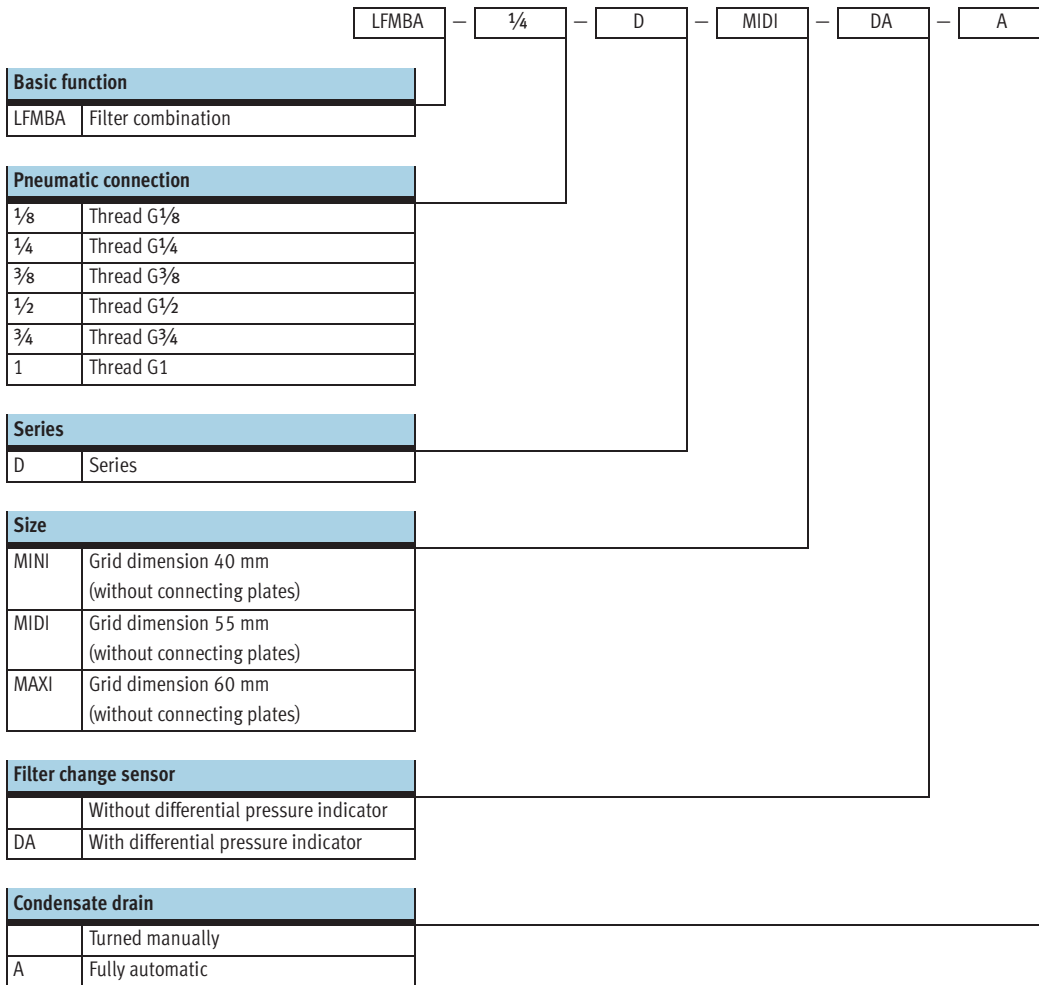 LFMBA – ¼ – D – MIDI – DA – A
Basic function
LFMBA Filter combination
Pneumatic connection
⅛ Thread G⅛
¼ Thread G¼
⅜ Thread G⅜
½ Thread G½
¾ Thread G¾
1 Thread G1
Series
D Series
Size
MINI Grid dimension 40 mm
(without connecting plates)
MIDI Grid dimension 55 mm
(without connecting plates)
MAXI Grid dimension 60 mm
(without connecting plates)
Filter change sensor
Without differential pressure indicator
DA With differential pressure indicator
Condensate drain
Turned manually
A Fully automatic